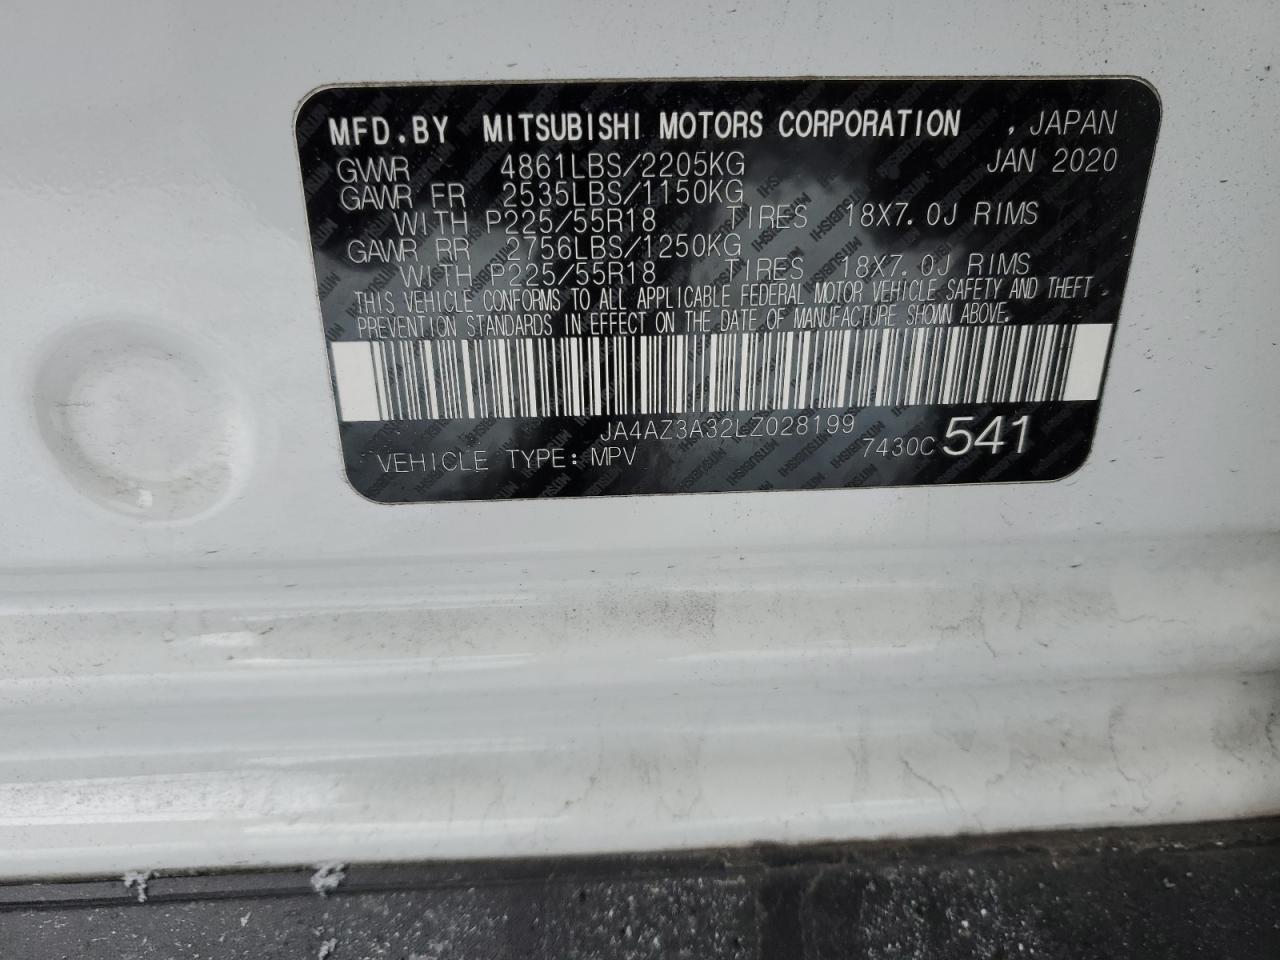 MFD.BY MITSUBISHI MOTORS CORPORATION , JAPAN
GVWR 4861LBS/2205KG JAN 2020
GAWR FR 2535LBS/1150KG
WITH P225/55R18 TIRES 18X7.0J RIMS
GAWR RR 2756LBS/1250KG
WITH P225/55R18 TIRES 18X7.0J RIMS
THIS VEHICLE CONFORMS TO ALL APPLICABLE FEDERAL MOTOR VEHICLE SAFETY AND THEFT
PREVENTION STANDARDS IN EFFECT ON THE DATE OF MANUFACTURE SHOWN ABOVE.
JA4AZ3A32LZ028199
VEHICLE TYPE: MPV 7430C 541